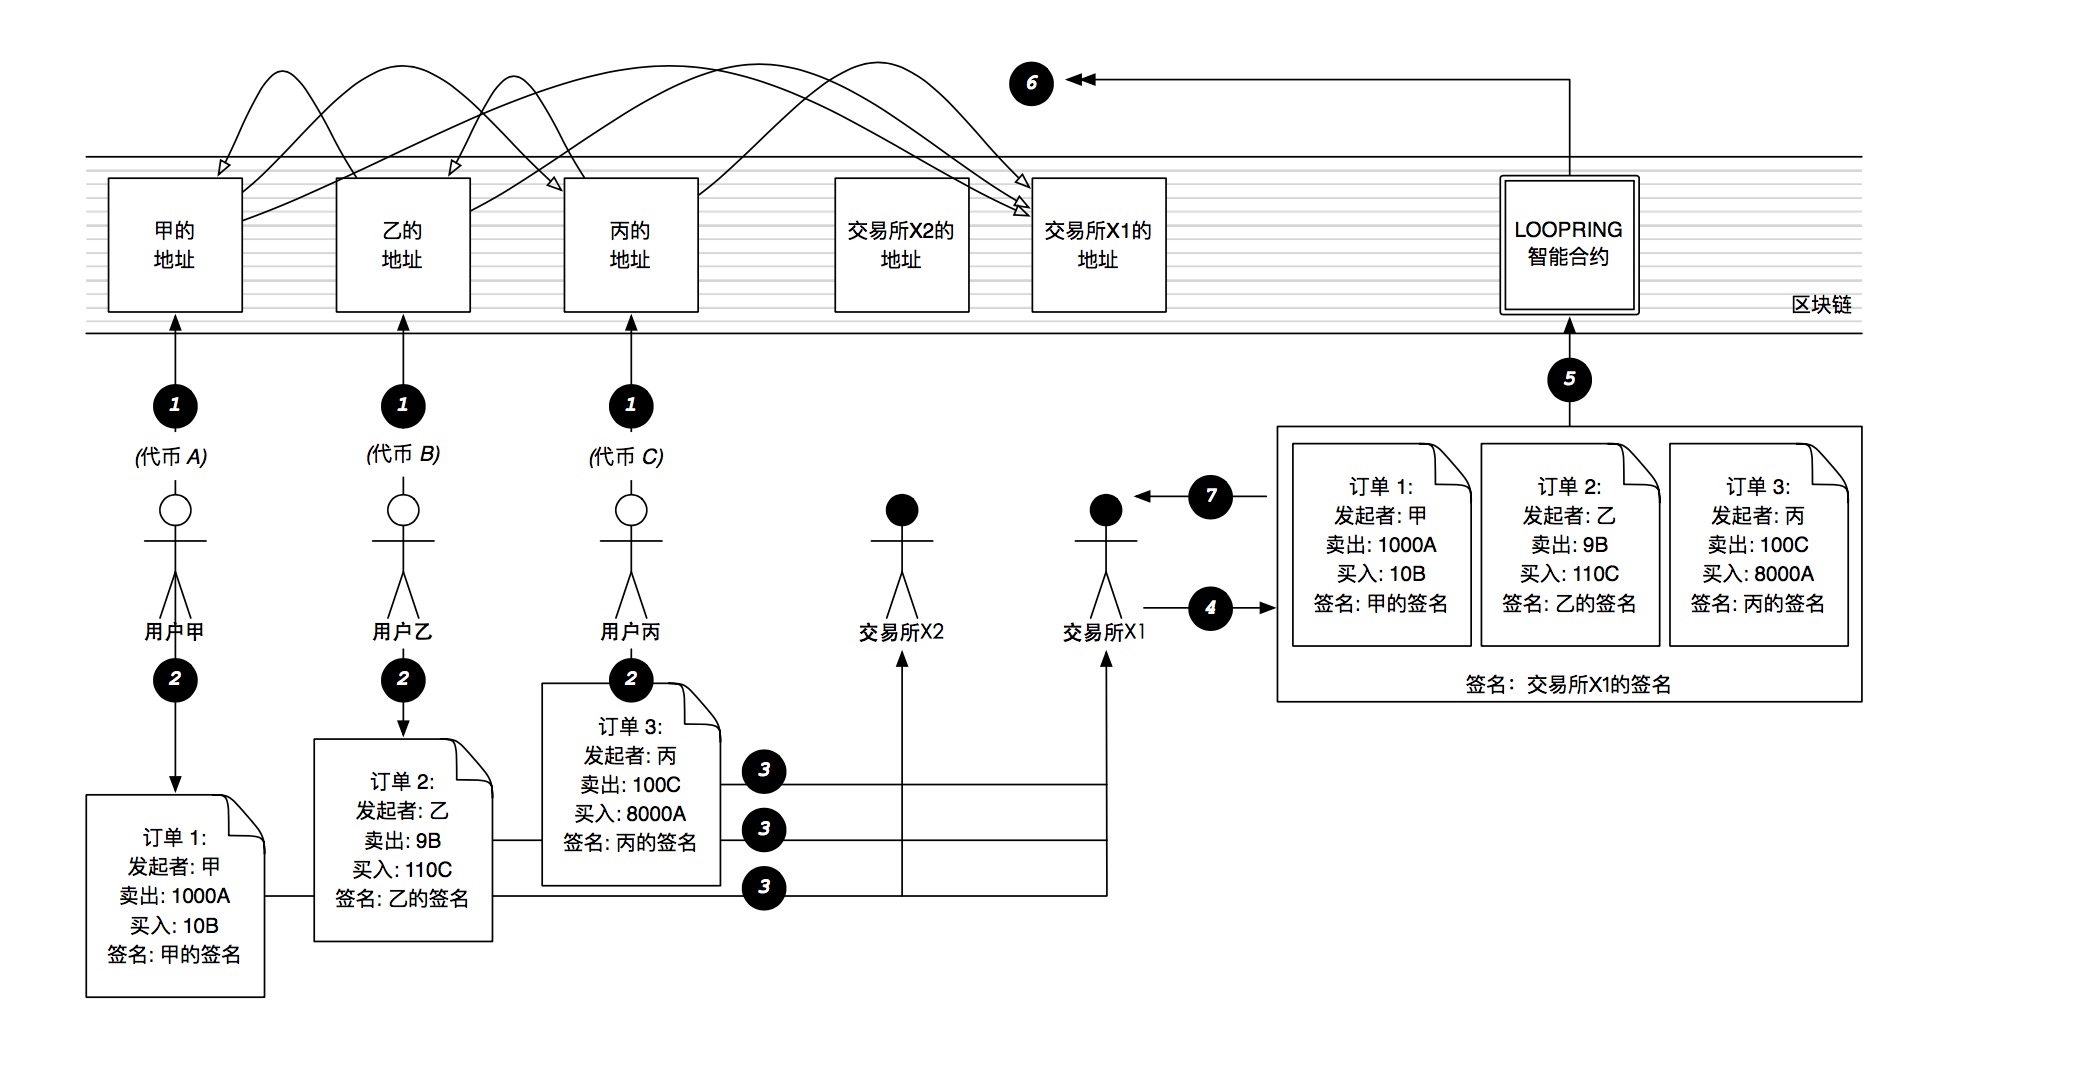 6
甲的
地址
乙的
地址
丙的
地址
交易所X2的
地址
交易所X1的
地址
LOOPRING
智能合约
区块链
1
1
1
5
(代币 A)
(代币 B)
(代币 C)
7
4
订单 1:
发起者: 甲
卖出: 1000A
买入: 10B
签名: 甲的签名
订单 2:
发起者: 乙
卖出: 9B
买入: 110C
签名: 乙的签名
订单 3:
发起者: 丙
卖出: 100C
买入: 8000A
签名: 丙的签名
签名：交易所X1的签名
用户甲
用户乙
用户丙
交易所X2
交易所X1
2
2
2
订单 3:
发起者: 丙
卖出: 100C
买入: 8000A
签名: 丙的签名
3
3
3
订单 2:
发起者: 乙
卖出: 9B
买入: 110C
签名: 乙的签名
订单 1:
发起者: 甲
卖出: 1000A
买入: 10B
签名: 甲的签名